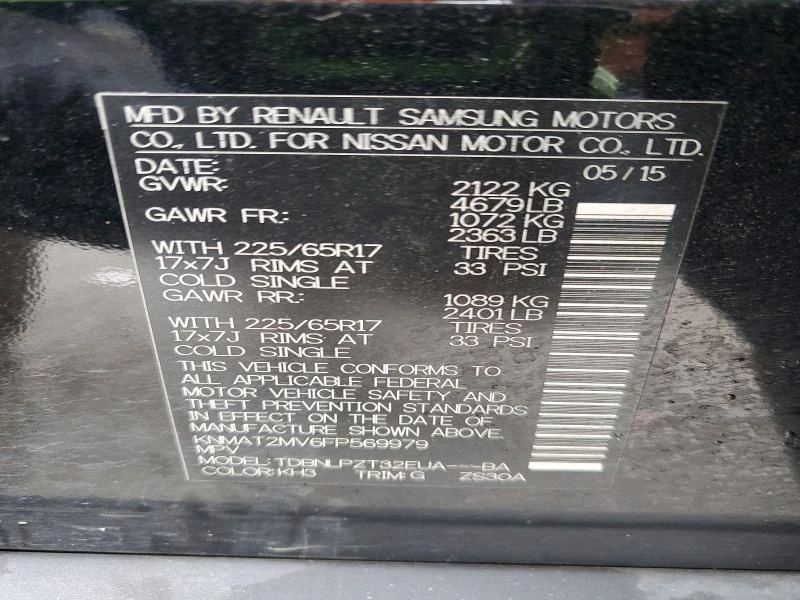 MFD BY RENAULT SAMSUNG MOTORS
CO., LTD. FOR NISSAN MOTOR CO., LTD.
DATE: 05/15
GVWR: 2122 KG
4679 LB
GAWR FR.: 1072 KG
2363 LB
WITH 225/65R17 TIRES
17x7J RIMS AT 33 PSI
COLD SINGLE
GAWR RR.: 1089 KG
2401 LB
WITH 225/65R17 TIRES
17x7J RIMS AT 33 PSI
COLD SINGLE
THIS VEHICLE CONFORMS TO
ALL APPLICABLE FEDERAL
MOTOR VEHICLE SAFETY AND
THEFT PREVENTION STANDARDS
IN EFFECT ON THE DATE OF
MANUFACTURE SHOWN ABOVE.
KNMAT2MV6FP569979
MPV
MODEL: TDBNLPZT32EUA---BA
COLOR: KH3 TRIM: G ZS30A